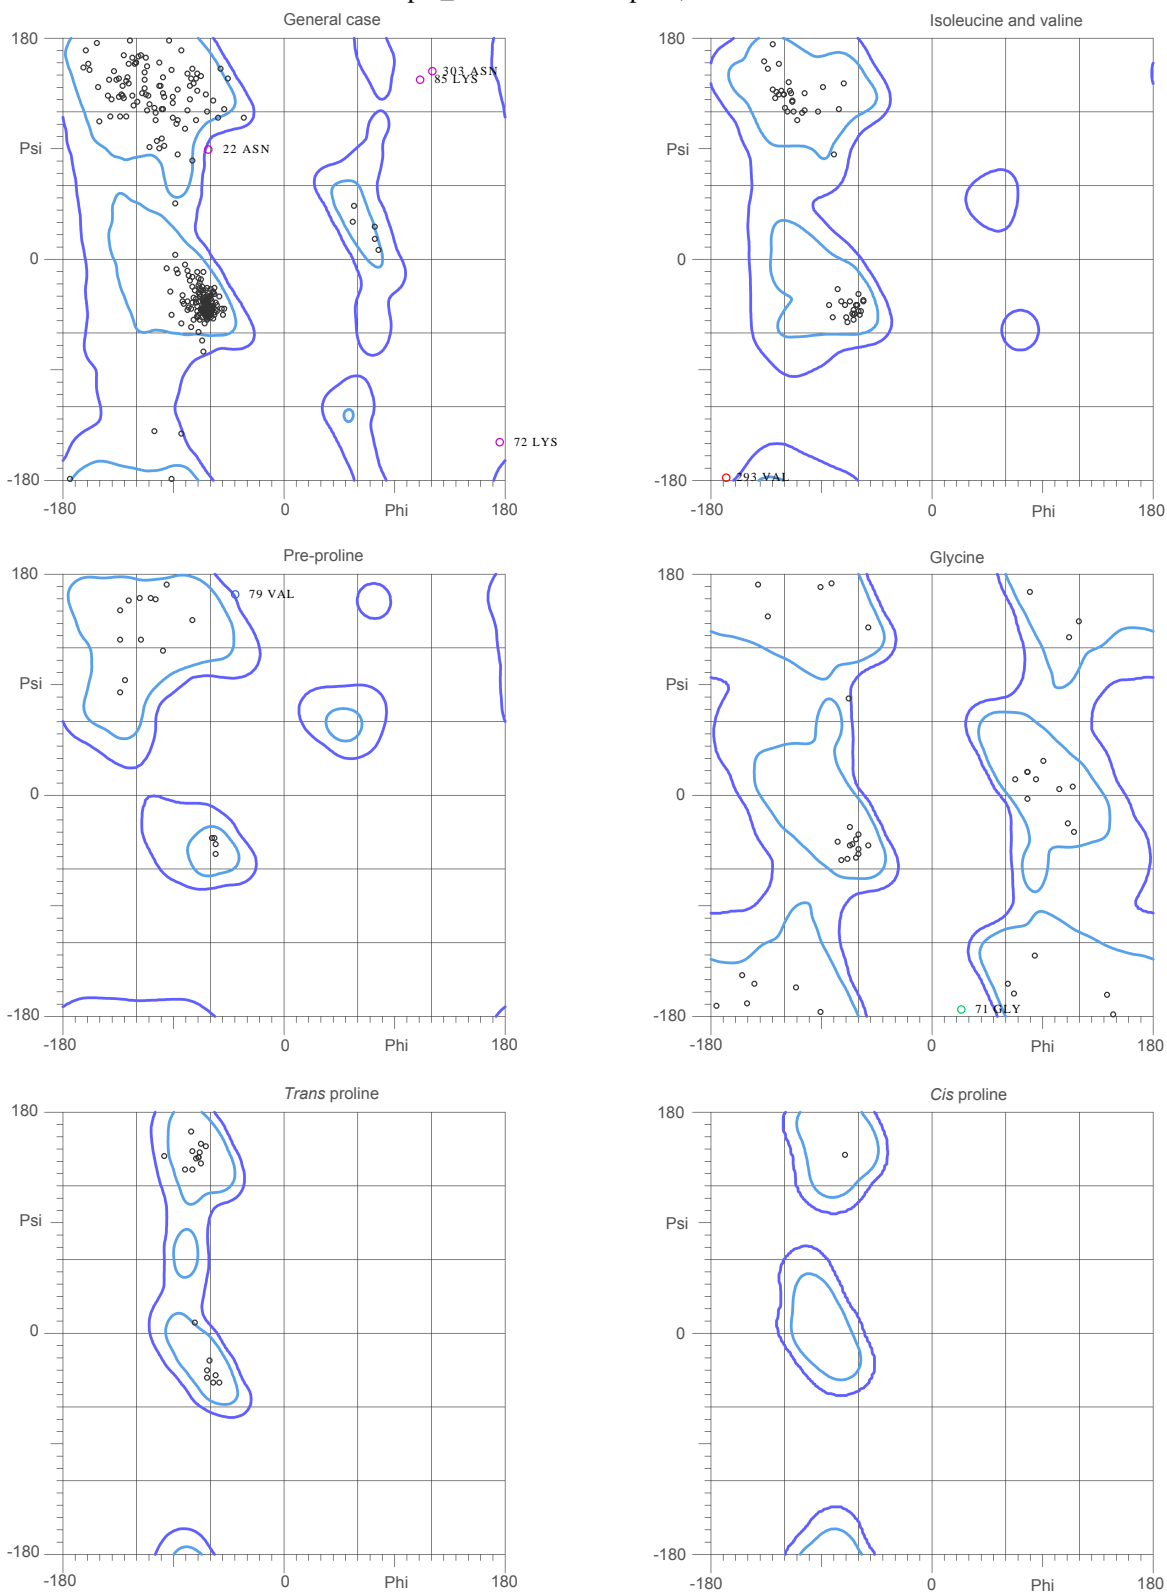 General case
180
303 ASN
85 LYS
Psi
22 ASN
0
72 LYS
-180
-180
0
Phi
180
Isoleucine and valine
180
Psi
0
293 VAL
-180
-180
0
Phi
180
Pre-proline
180
79 VAL
Psi
0
-180
-180
0
Phi
180
Glycine
180
Psi
0
71 GLY
-180
-180
0
Phi
180
Trans proline
180
Psi
0
-180
-180
0
Phi
180
Cis proline
180
Psi
0
-180
-180
0
Phi
180